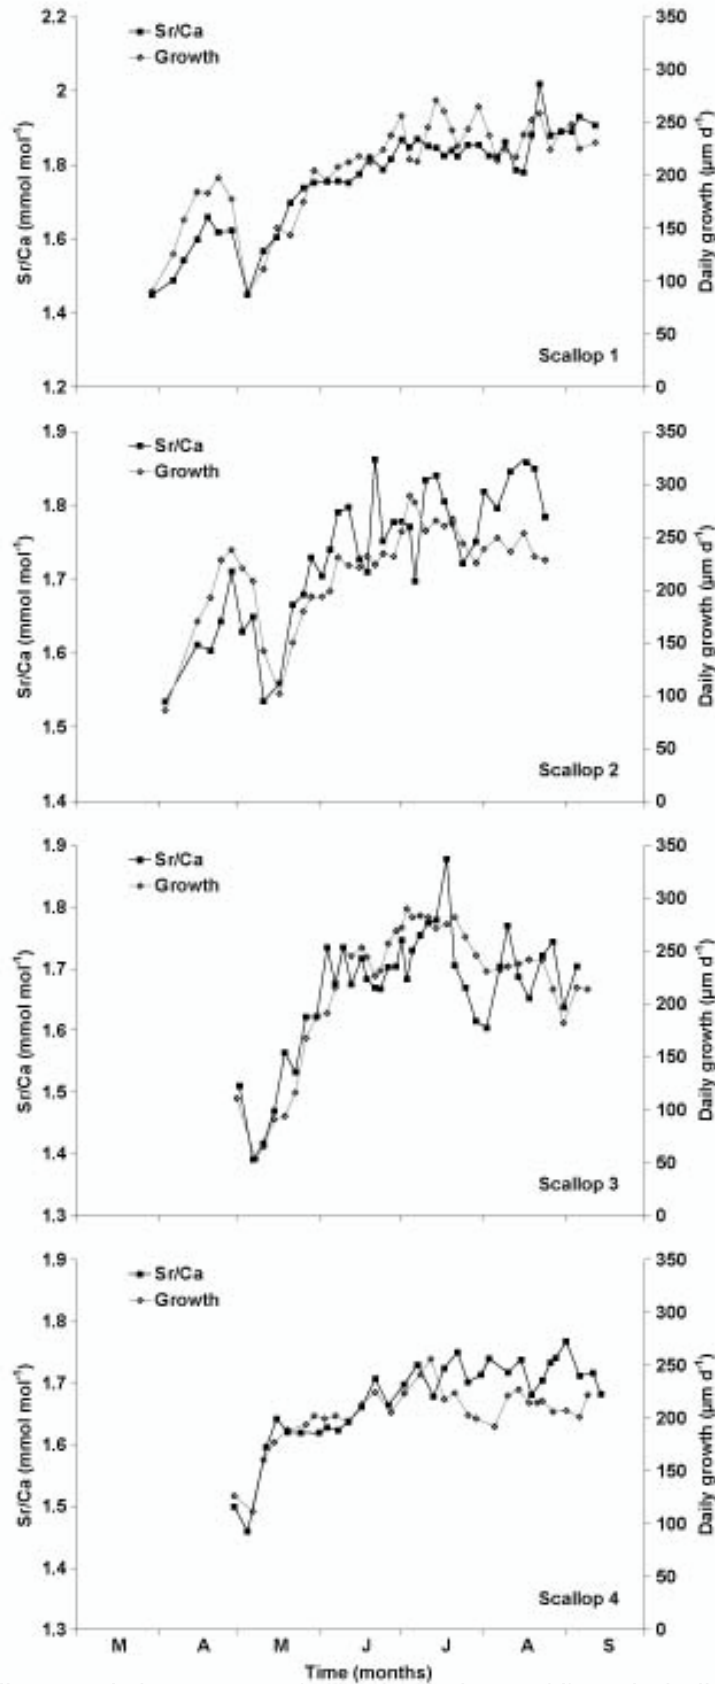 2.2
2
1.8
1.6
1.4
1.2
Sr/Ca (mmol mol⁻¹)
Sr/Ca
Growth
350
300
250
200
150
100
50
0
Daily growth (µm d⁻¹)
Scallop 1
1.9
1.8
1.7
1.6
1.5
1.4
Sr/Ca (mmol mol⁻¹)
Sr/Ca
Growth
350
300
250
200
150
100
50
0
Daily growth (µm d⁻¹)
Scallop 2
1.9
1.8
1.7
1.6
1.5
1.4
1.3
Sr/Ca (mmol mol⁻¹)
Sr/Ca
Growth
350
300
250
200
150
100
50
0
Daily growth (µm d⁻¹)
Scallop 3
1.9
1.8
1.7
1.6
1.5
1.4
1.3
Sr/Ca (mmol mol⁻¹)
Sr/Ca
Growth
350
300
250
200
150
100
50
0
Daily growth (µm d⁻¹)
Scallop 4
M A M J J A S
Time (months)